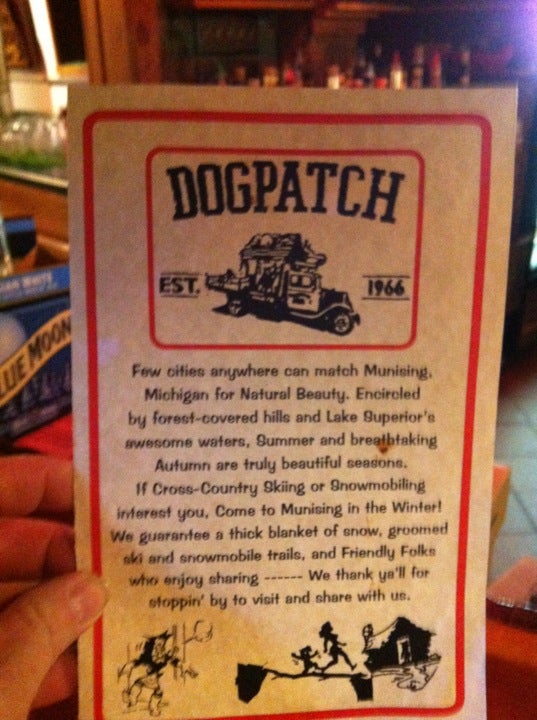 DOGPATCH
EST. 1966
Few cities anywhere can match Munising,
Michigan for Natural Beauty. Encircled
by forest-covered hills and Lake Superior's
awesome waters, Summer and breathtaking
Autumn are truly beautiful seasons.
If Cross-Country Skiing or Snowmobiling
interest you, Come to Munising in the Winter!
We guarantee a thick blanket of snow, groomed
ski and snowmobile trails, and Friendly Folks
who enjoy sharing ------ We thank ya'll for
stoppin' by to visit and share with us.
LUE MOON